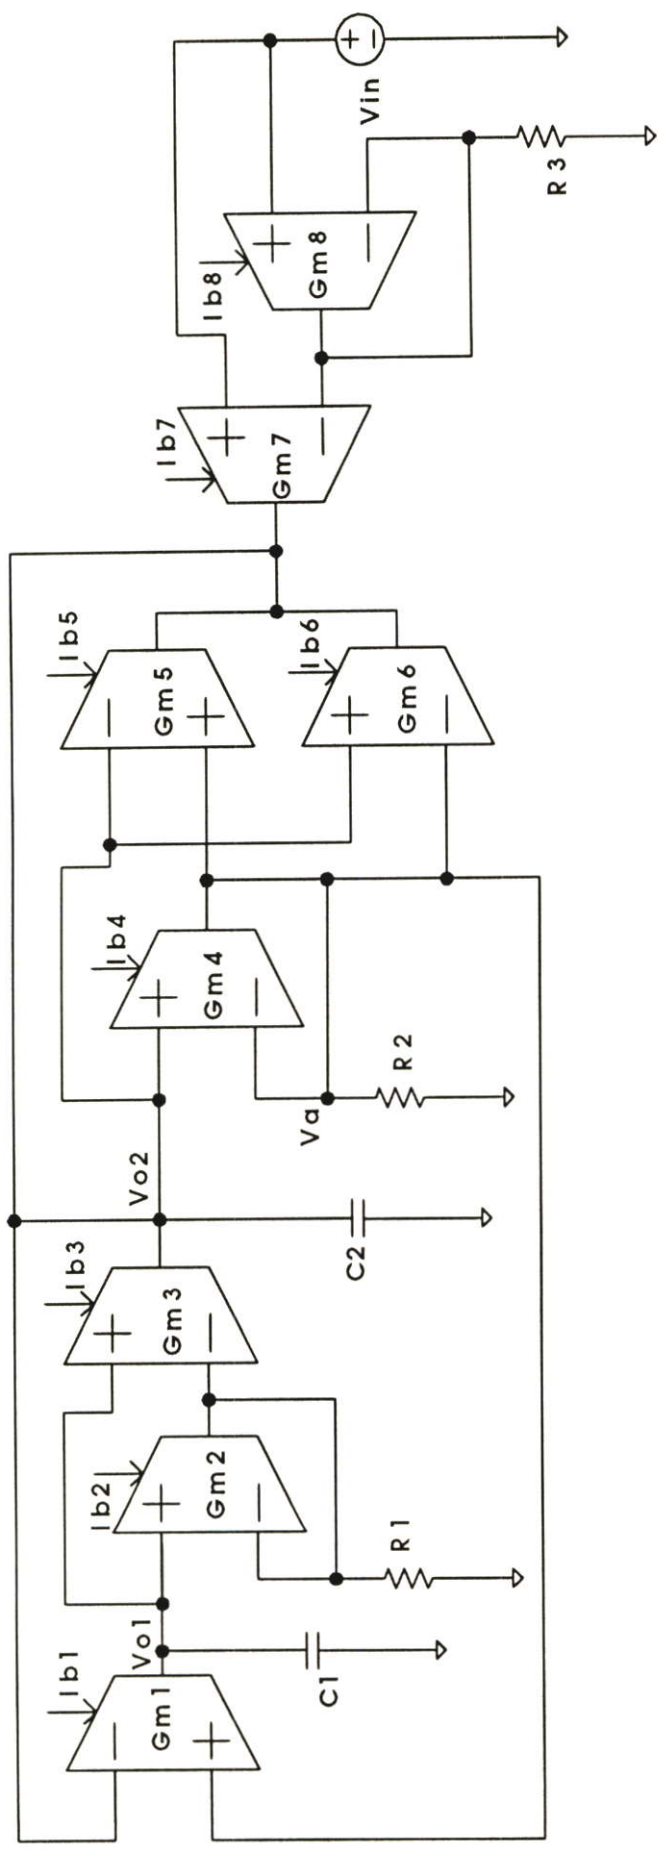 Vin
R3
Ib8
+
−
Gm8
Ib7
+
−
Gm7
Ib5
−
+
Gm5
Ib6
+
−
Gm6
Ib4
+
−
Gm4
Va
R2
Vo2
C2
Ib3
+
−
Gm3
Ib2
+
−
Gm2
R1
Vo1
C1
Ib1
−
+
Gm1